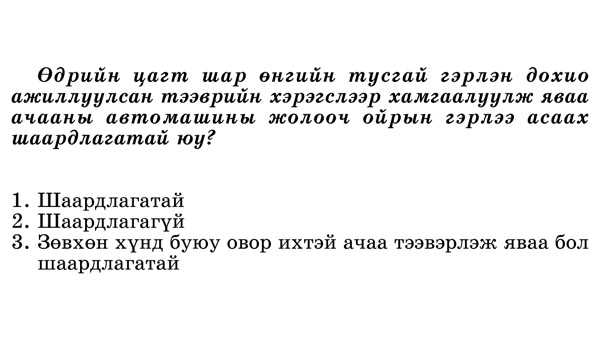 Өдрийн цагт шар өнгийн тусгай гэрлэн дохио
ажиллуулсан тээврийн хэрэгслээр хамгаалуулж яваа
ачааны автомашины жолооч ойрын гэрлээ асаах
шаардлагатай юу?
1. Шаардлагатай
2. Шаардлагагүй
3. Зөвхөн хүнд буюу овор ихтэй ачаа тээвэрлэж яваа бол
шаардлагатай